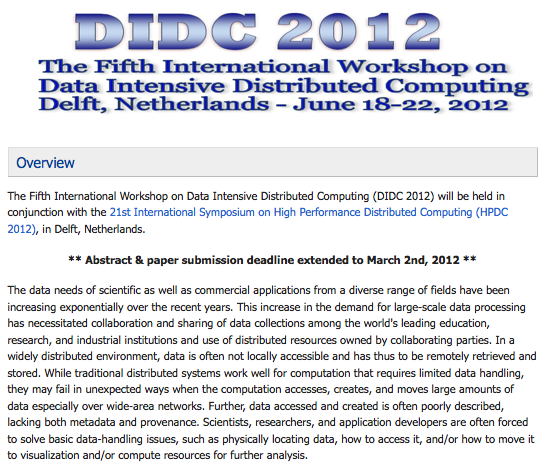 DIDC 2012
The Fifth International Workshop on
Data Intensive Distributed Computing
Delft, Netherlands - June 18-22, 2012
Overview
The Fifth International Workshop on Data Intensive Distributed Computing (DIDC 2012) will be held in
conjunction with the 21st International Symposium on High Performance Distributed Computing (HPDC
2012), in Delft, Netherlands.
** Abstract & paper submission deadline extended to March 2nd, 2012 **
The data needs of scientific as well as commercial applications from a diverse range of fields have been
increasing exponentially over the recent years. This increase in the demand for large-scale data processing
has necessitated collaboration and sharing of data collections among the world's leading education,
research, and industrial institutions and use of distributed resources owned by collaborating parties. In a
widely distributed environment, data is often not locally accessible and has thus to be remotely retrieved and
stored. While traditional distributed systems work well for computation that requires limited data handling,
they may fail in unexpected ways when the computation accesses, creates, and moves large amounts of
data especially over wide-area networks. Further, data accessed and created is often poorly described,
lacking both metadata and provenance. Scientists, researchers, and application developers are often forced
to solve basic data-handling issues, such as physically locating data, how to access it, and/or how to move it
to visualization and/or compute resources for further analysis.